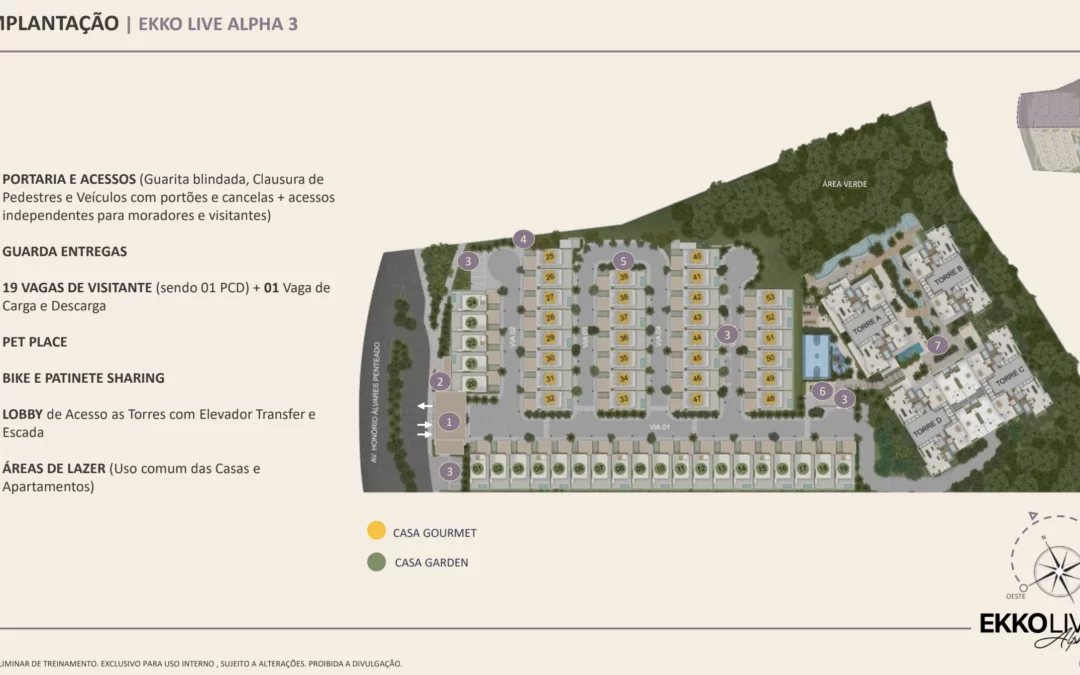 MPLANTAÇÃO | EKKO LIVE ALPHA 3
PORTARIA E ACESSOS (Guarita blindada, Clausura de
Pedestres e Veículos com portões e cancelas + acessos
independentes para moradores e visitantes)
GUARDA ENTREGAS
19 VAGAS DE VISITANTE (sendo 01 PCD) + 01 Vaga de
Carga e Descarga
PET PLACE
BIKE E PATINETE SHARING
LOBBY de Acesso as Torres com Elevador Transfer e
Escada
ÁREAS DE LAZER (Uso comum das Casas e
Apartamentos)
ÁREA VERDE
4
3
5
25
40
39
26
41
24
27
38
42
53
23
28
37
43
52
22
29
36
44
3
51
21
30
35
45
50
20
31
34
46
49
32
33
47
48
TORRE A
TORRE B
TORRE C
TORRE D
7
2
6
3
1
VIA 01
3
01
02
03
04
05
06
07
08
09
10
11
12
13
14
15
16
17
18
19
AV. HONÓRIO ÁLVARES PENTEADO
CASA GOURMET
CASA GARDEN
N
OESTE
EKKOLIV
Alph
LIMINAR DE TREINAMENTO. EXCLUSIVO PARA USO INTERNO , SUJEITO A ALTERAÇÕES. PROIBIDA A DIVULGAÇÃO.